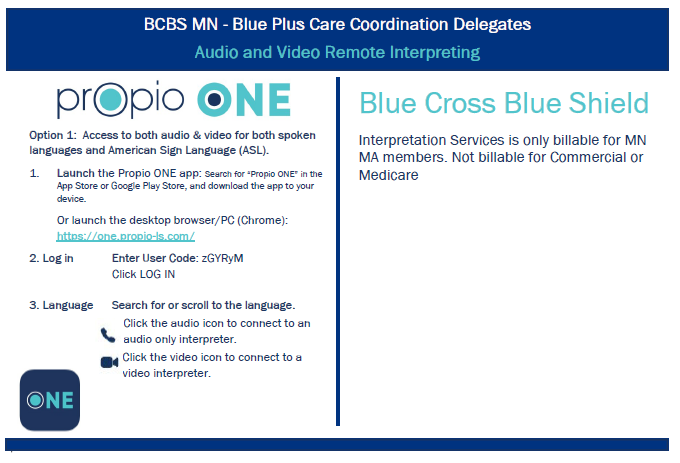 BCBS MN - Blue Plus Care Coordination Delegates
Audio and Video Remote Interpreting
propio ONE
Option 1: Access to both audio & video for both spoken
languages and American Sign Language (ASL).
1. Launch the Propio ONE app: Search for "Propio ONE" in the
App Store or Google Play Store, and download the app to your
device.
Or launch the desktop browser/PC (Chrome):
https://one.propio-ls.com/
2. Log in Enter User Code: zGYRyM
Click LOG IN
3. Language Search for or scroll to the language.
Click the audio icon to connect to an
audio only interpreter.
Click the video icon to connect to a
video interpreter.
ONE
Blue Cross Blue Shield
Interpretation Services is only billable for MN
MA members. Not billable for Commercial or
Medicare